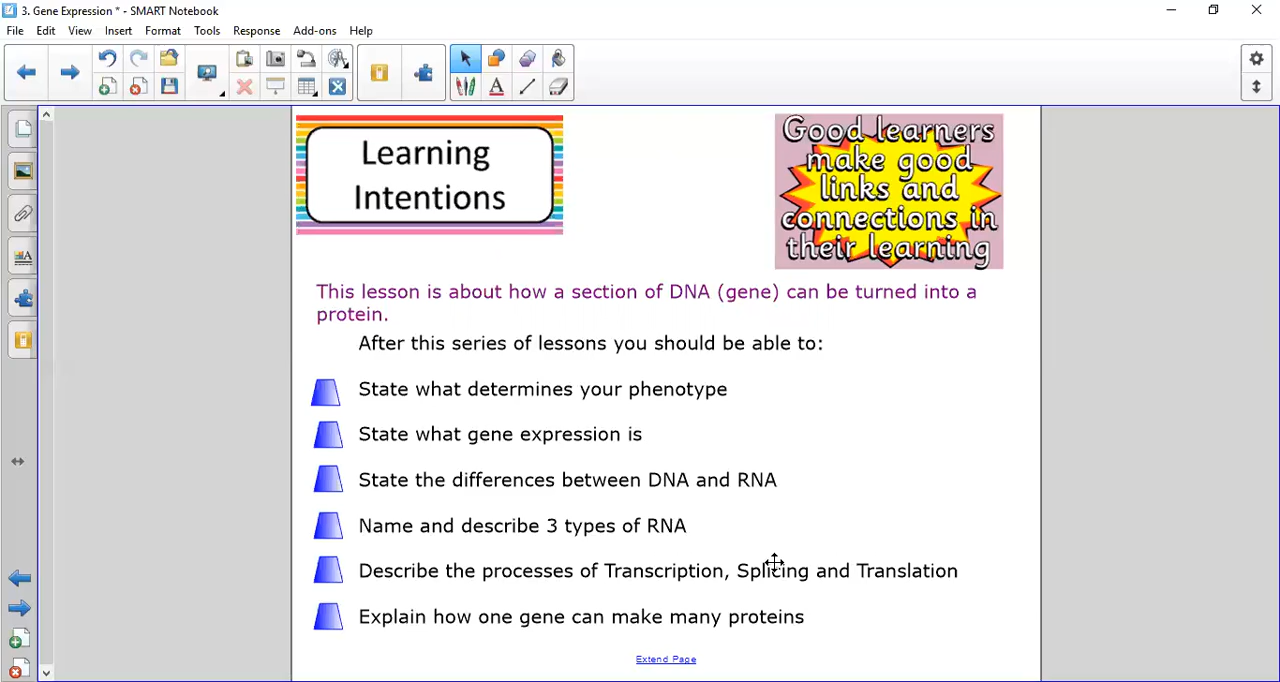 3. Gene Expression * - SMART Notebook
File Edit View Insert Format Tools Response Add-ons Help
Learning
Intentions
Good learners
make good
links and
connections in
their learning
This lesson is about how a section of DNA (gene) can be turned into a
protein.
After this series of lessons you should be able to:
State what determines your phenotype
State what gene expression is
State the differences between DNA and RNA
Name and describe 3 types of RNA
Describe the processes of Transcription, Splicing and Translation
Explain how one gene can make many proteins
Extend Page